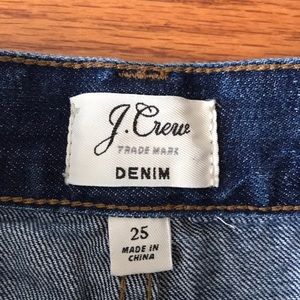 J.Crew
TRADE MARK
DENIM
25
MADE IN
CHINA